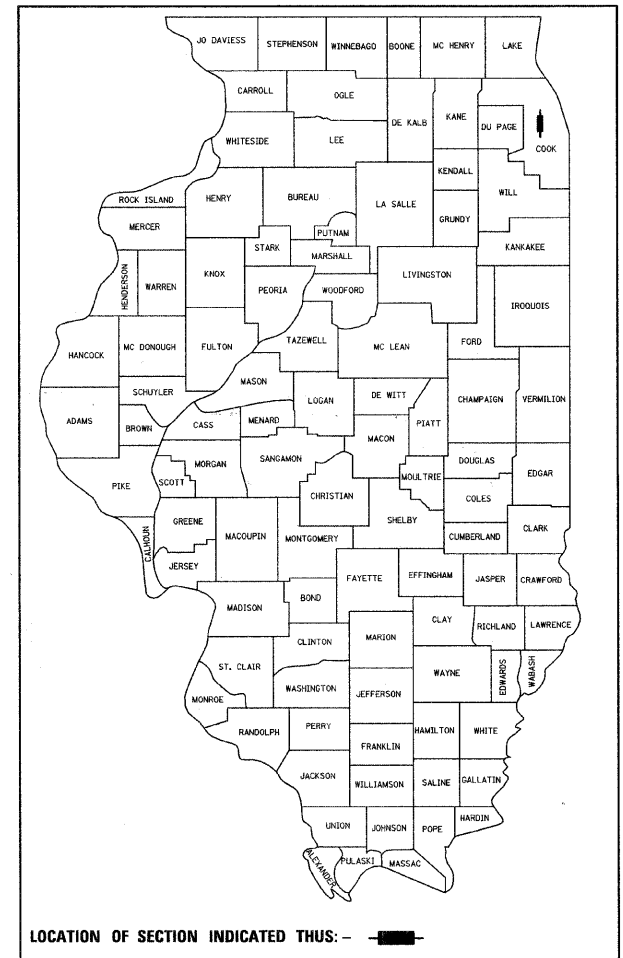 JO DAVIESS STEPHENSON WINNEBAGO BOONE MC HENRY LAKE
CARROLL OGLE
DE KALB KANE DU PAGE COOK
WHITESIDE LEE
KENDALL
WILL
ROCK ISLAND HENRY BUREAU LA SALLE
GRUNDY
MERCER PUTNAM
STARK MARSHALL KANKAKEE
HENDERSON WARREN KNOX LIVINGSTON
PEORIA WOODFORD
IROQUOIS
HANCOCK MC DONOUGH FULTON TAZEWELL MC LEAN FORD
MASON
SCHUYLER LOGAN DE WITT CHAMPAIGN VERMILION
ADAMS BROWN CASS MENARD PIATT
MACON
MORGAN SANGAMON DOUGLAS
PIKE SCOTT MOULTRIE EDGAR
CHRISTIAN COLES
GREENE MACOUPIN SHELBY
CALHOUN MONTGOMERY CUMBERLAND CLARK
JERSEY
FAYETTE EFFINGHAM JASPER CRAWFORD
BOND
MADISON
CLAY RICHLAND LAWRENCE
CLINTON MARION
ST. CLAIR WAYNE EDWARDS WABASH
WASHINGTON JEFFERSON
MONROE
RANDOLPH PERRY HAMILTON WHITE
FRANKLIN
JACKSON WILLIAMSON SALINE GALLATIN
HARDIN
UNION JOHNSON POPE
ALEXANDER PULASKI MASSAC
LOCATION OF SECTION INDICATED THUS: -